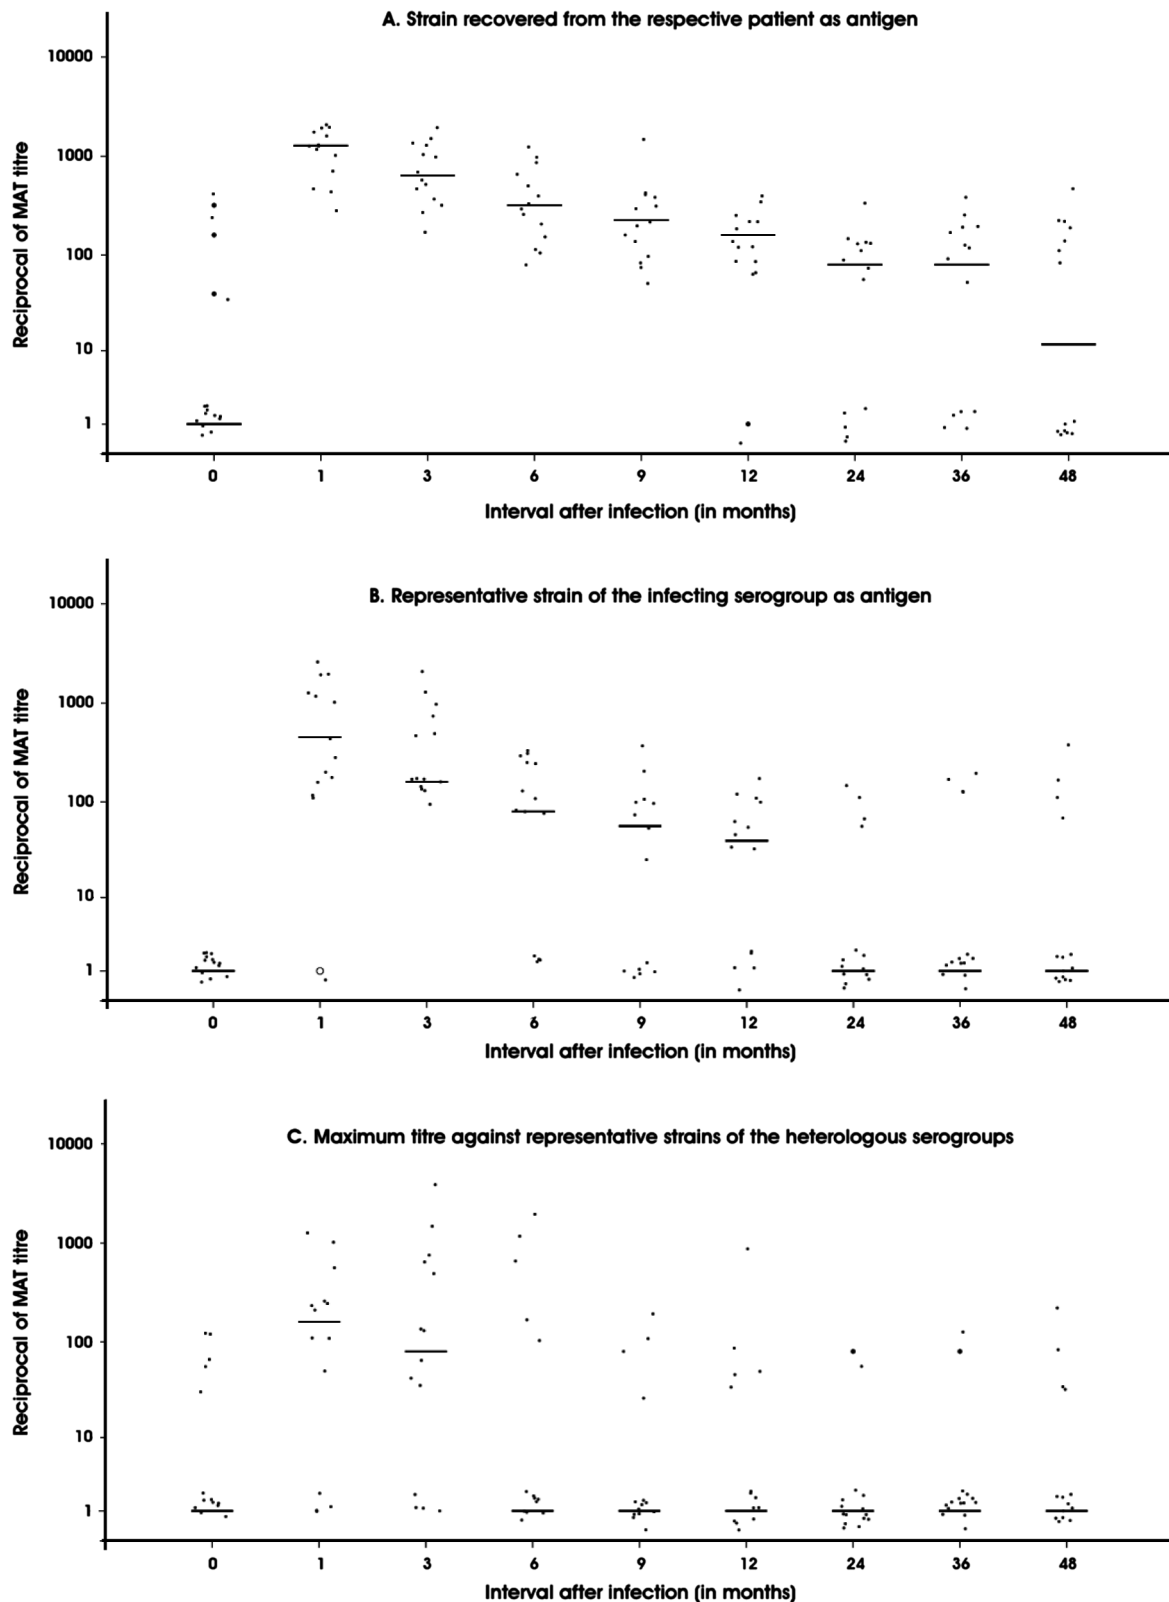 A. Strain recovered from the respective patient as antigen
Reciprocal of MAT titre
10000
1000
100
10
1
0 1 3 6 9 12 24 36 48
Interval after infection (in months)
B. Representative strain of the infecting serogroup as antigen
Reciprocal of MAT titre
10000
1000
100
10
1
0 1 3 6 9 12 24 36 48
Interval after infection (in months)
C. Maximum titre against representative strains of the heterologous serogroups
Reciprocal of MAT titre
10000
1000
100
10
1
0 1 3 6 9 12 24 36 48
Interval after infection (in months)